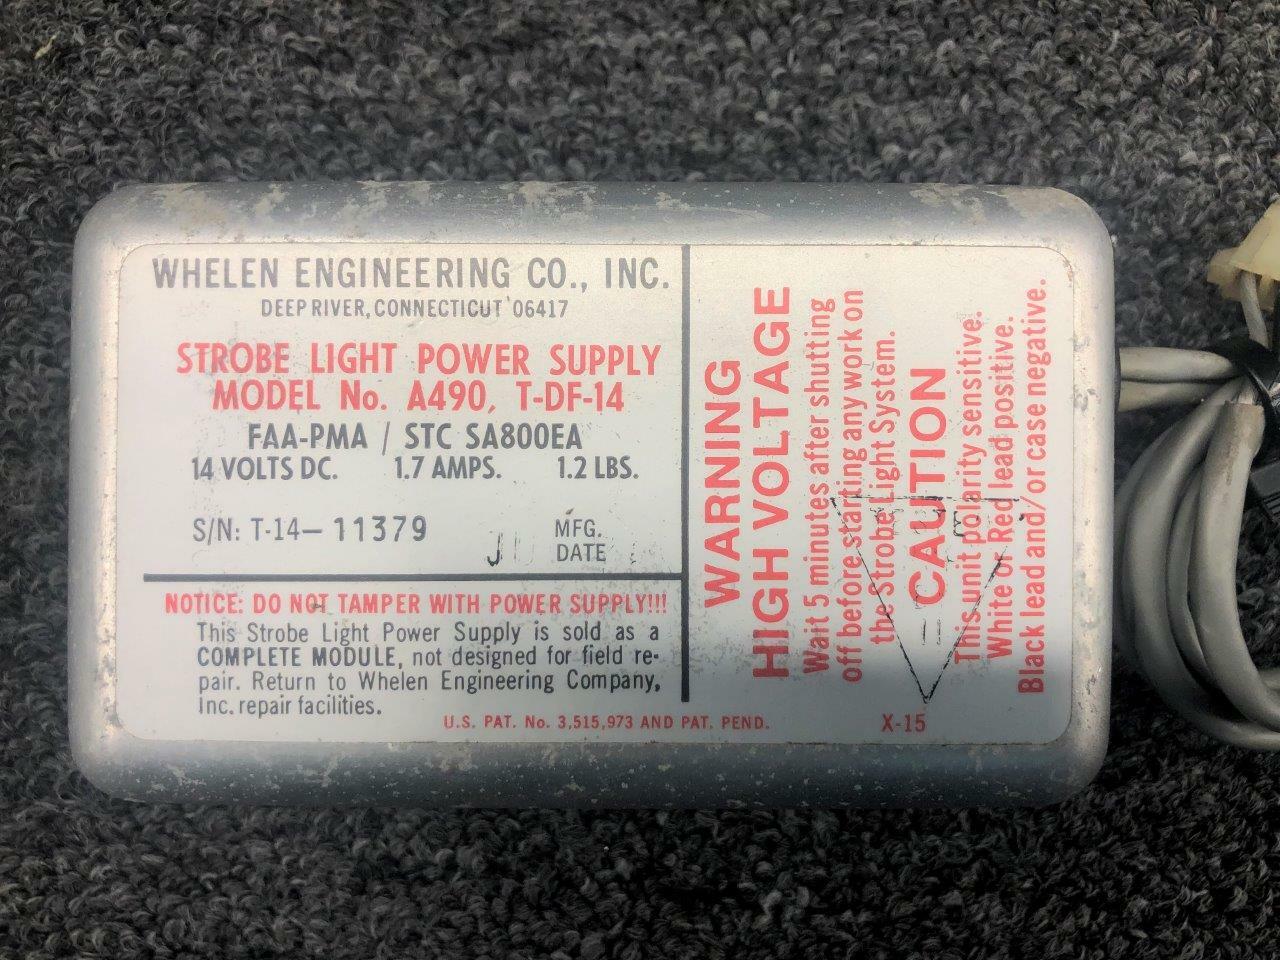 WHELEN ENGINEERING CO., INC.
DEEP RIVER, CONNECTICUT 06417
STROBE LIGHT POWER SUPPLY
MODEL No. A490, T-DF-14
FAA-PMA / STC SA800EA
14 VOLTS DC. 1.7 AMPS. 1.2 LBS.
S/N: T-14-11379
MFG.
DATE
NOTICE: DO NOT TAMPER WITH POWER SUPPLY!!!
This Strobe Light Power Supply is sold as a
COMPLETE MODULE, not designed for field re-
pair. Return to Whelen Engineering Company,
Inc. repair facilities.
U.S. PAT. No. 3,515,973 AND PAT. PEND.
X-15
WARNING
HIGH VOLTAGE
Wait 5 minutes after shutting
off before starting any work on
the Strobe Light System.
CAUTION
This unit polarity sensitive.
White or Red lead positive.
Black lead and/or case negative.